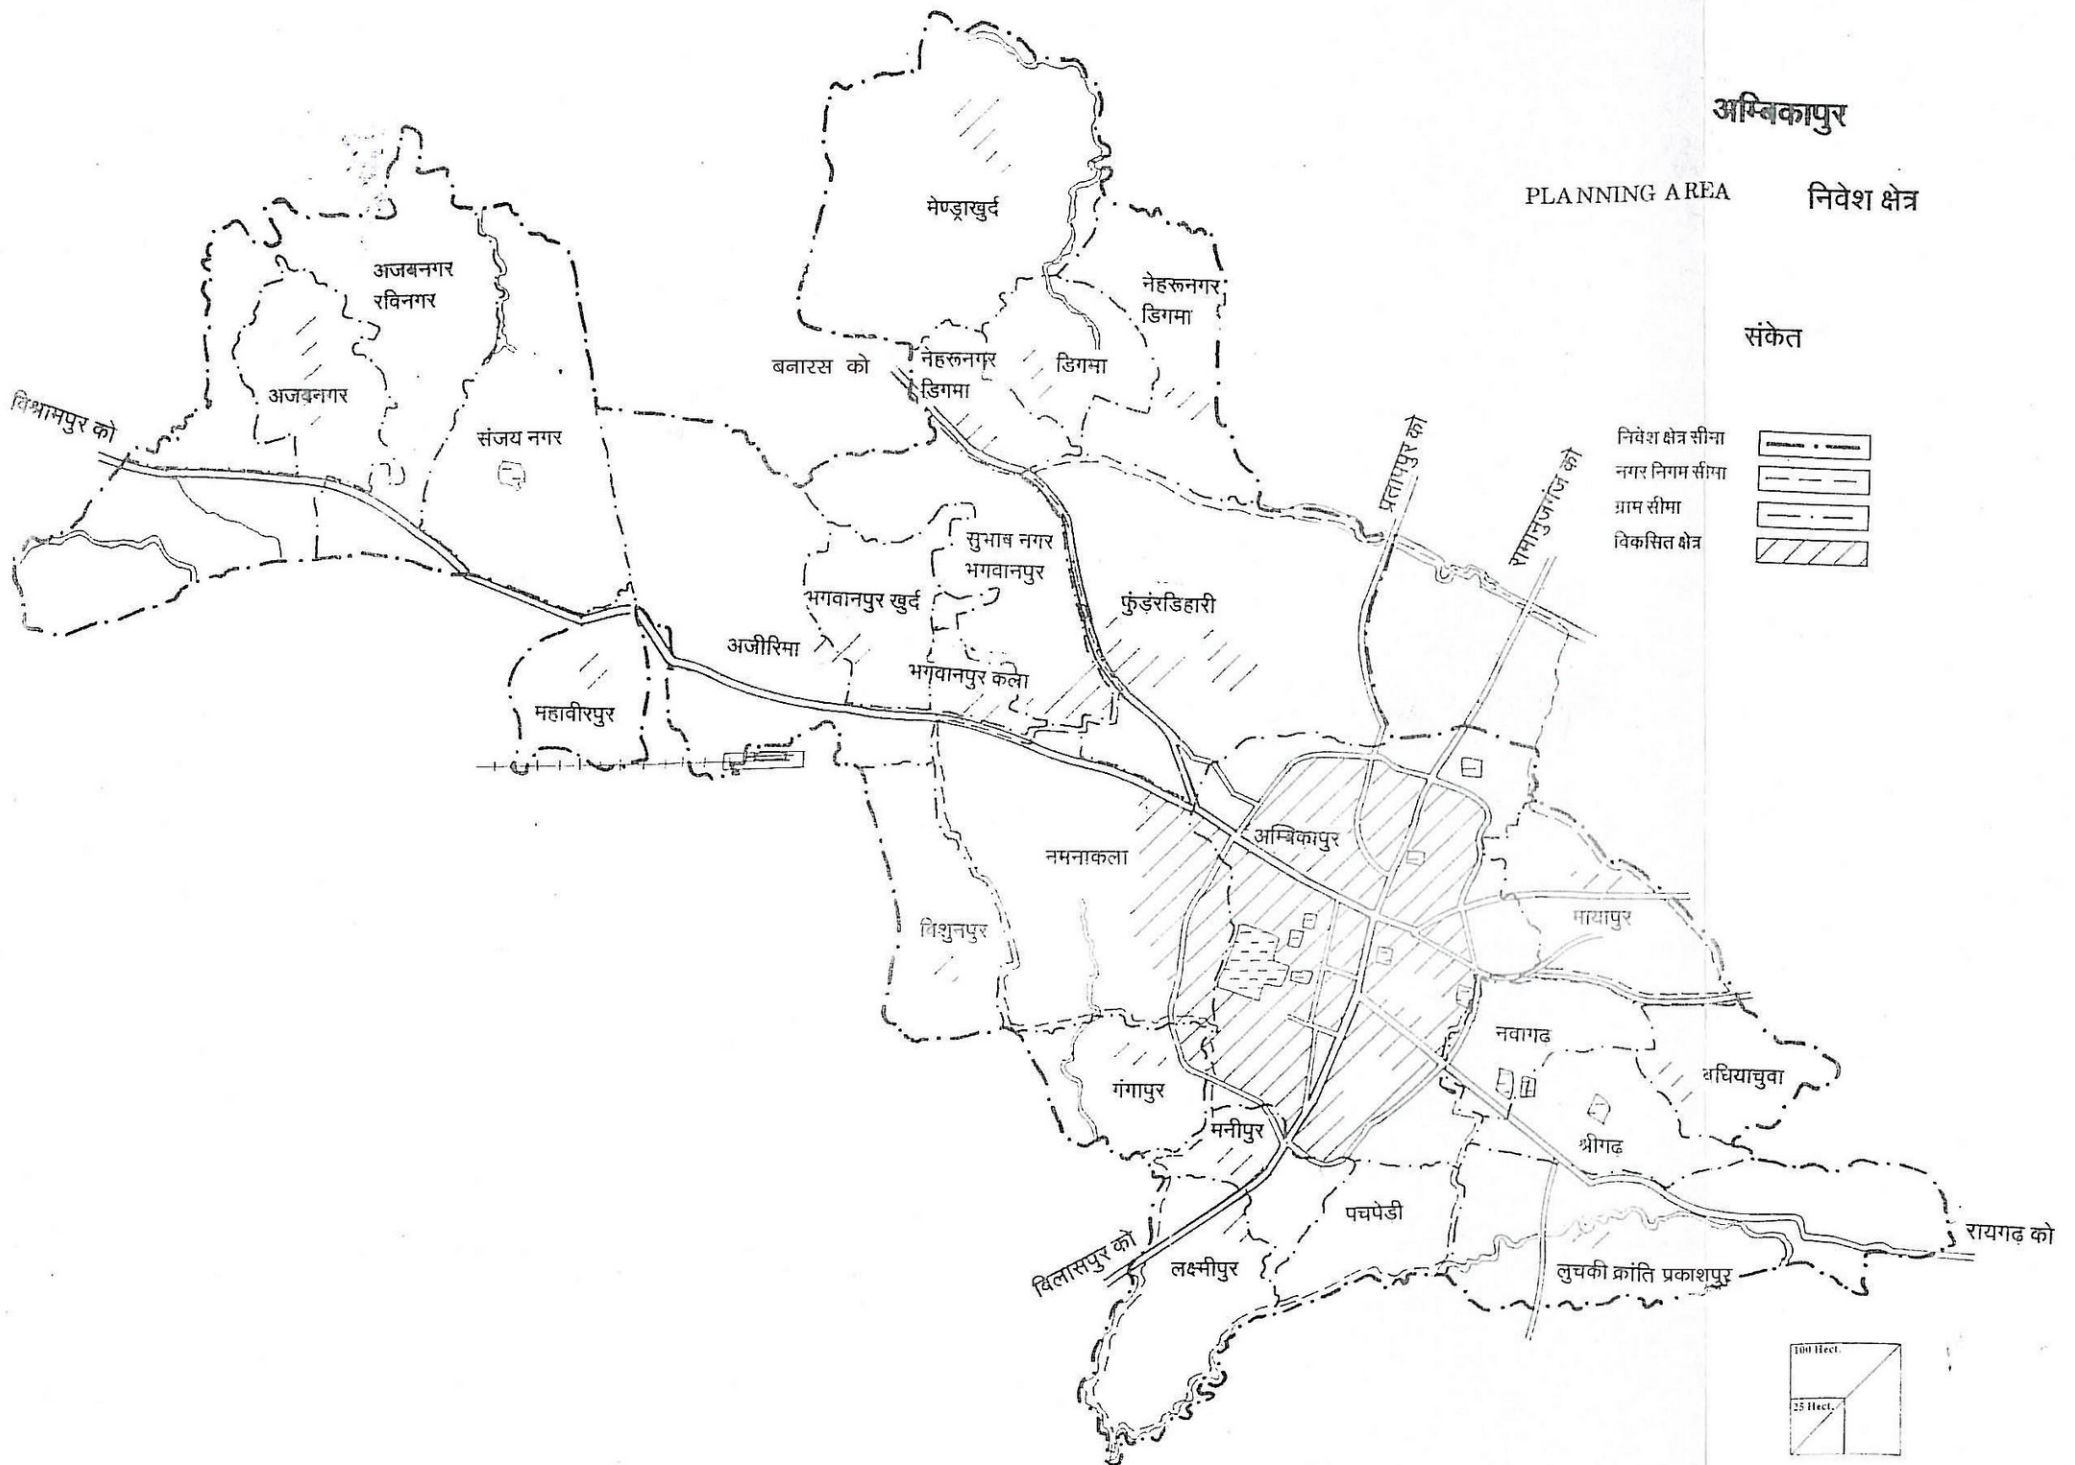 अम्बिकापुर
PLANNING AREA निवेश क्षेत्र
संकेत
निवेश क्षेत्र सीमा
नगर निगम सीमा
ग्राम सीमा
विकसित क्षेत्र
मेण्ड्राखुर्द
नेहरूनगर
डिगमा
अजबनगर
रविनगर
बनारस को
नेहरूनगर
डिगमा
डिगमा
अजबनगर
विश्रामपुर को
संजय नगर
प्रतापपुर को
रामानुजगंज को
सुभाष नगर
भगवानपुर
भगवानपुर खुर्द
फुंड़रडिहारी
अजीरिमा
भगवानपुर कला
महावीरपुर
अम्बिकापुर
नमनाकला
विशुनपुर
मायापुर
नवागढ
गंगापुर
बधियाचुवा
मनीपुर
श्रीगढ़
पचपेडी
रायगढ़ को
बिलासपुर को
लक्ष्मीपुर
लुचकी क्रांति प्रकाशपुर
100 Hect.
25 Hect.